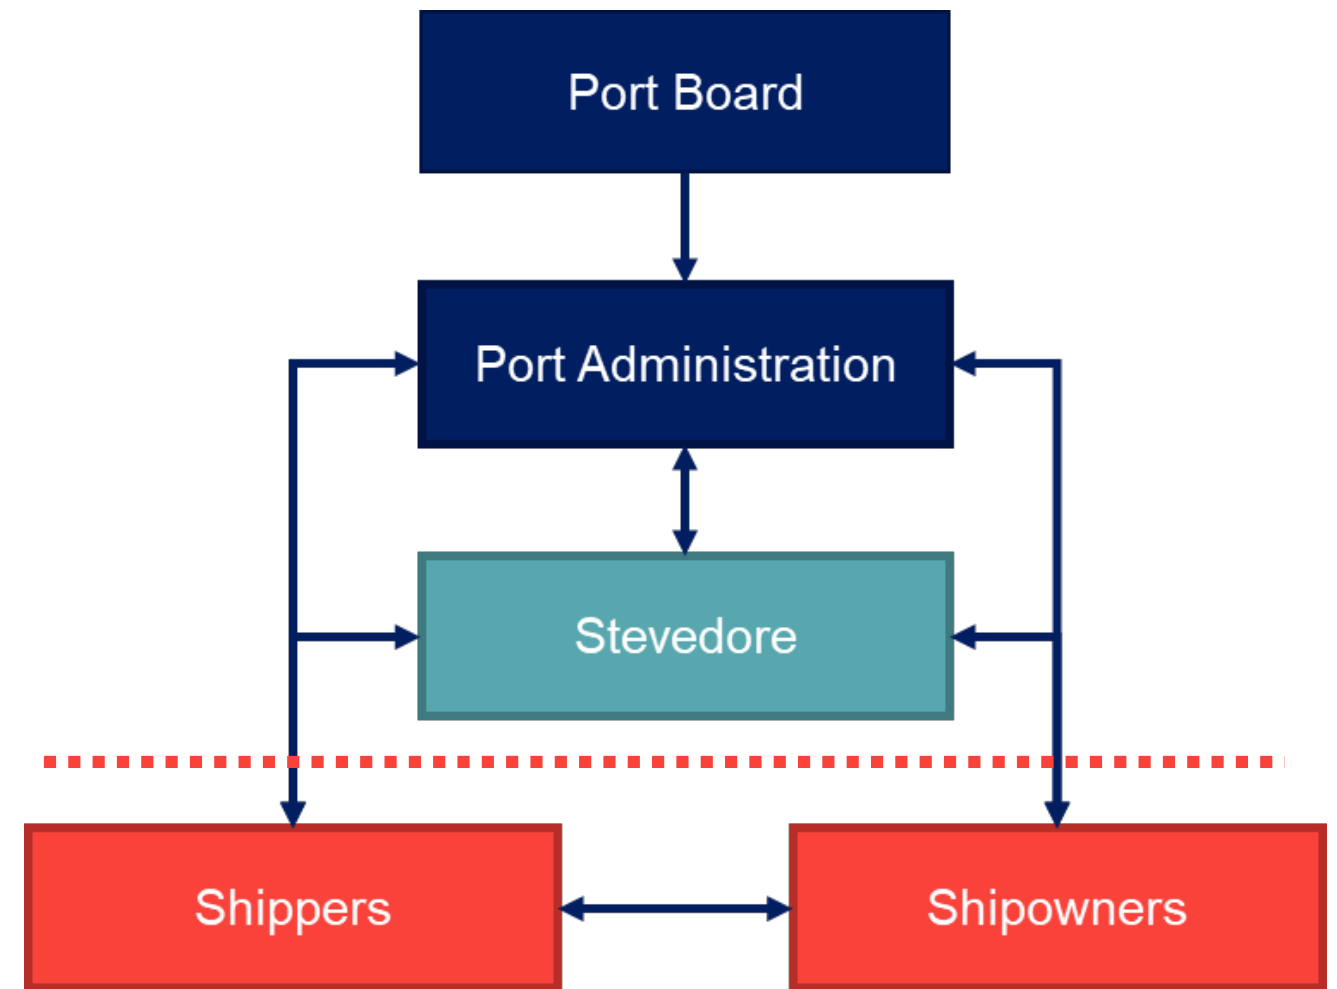 Port Board
Port Administration
Stevedore
Shippers
Shipowners